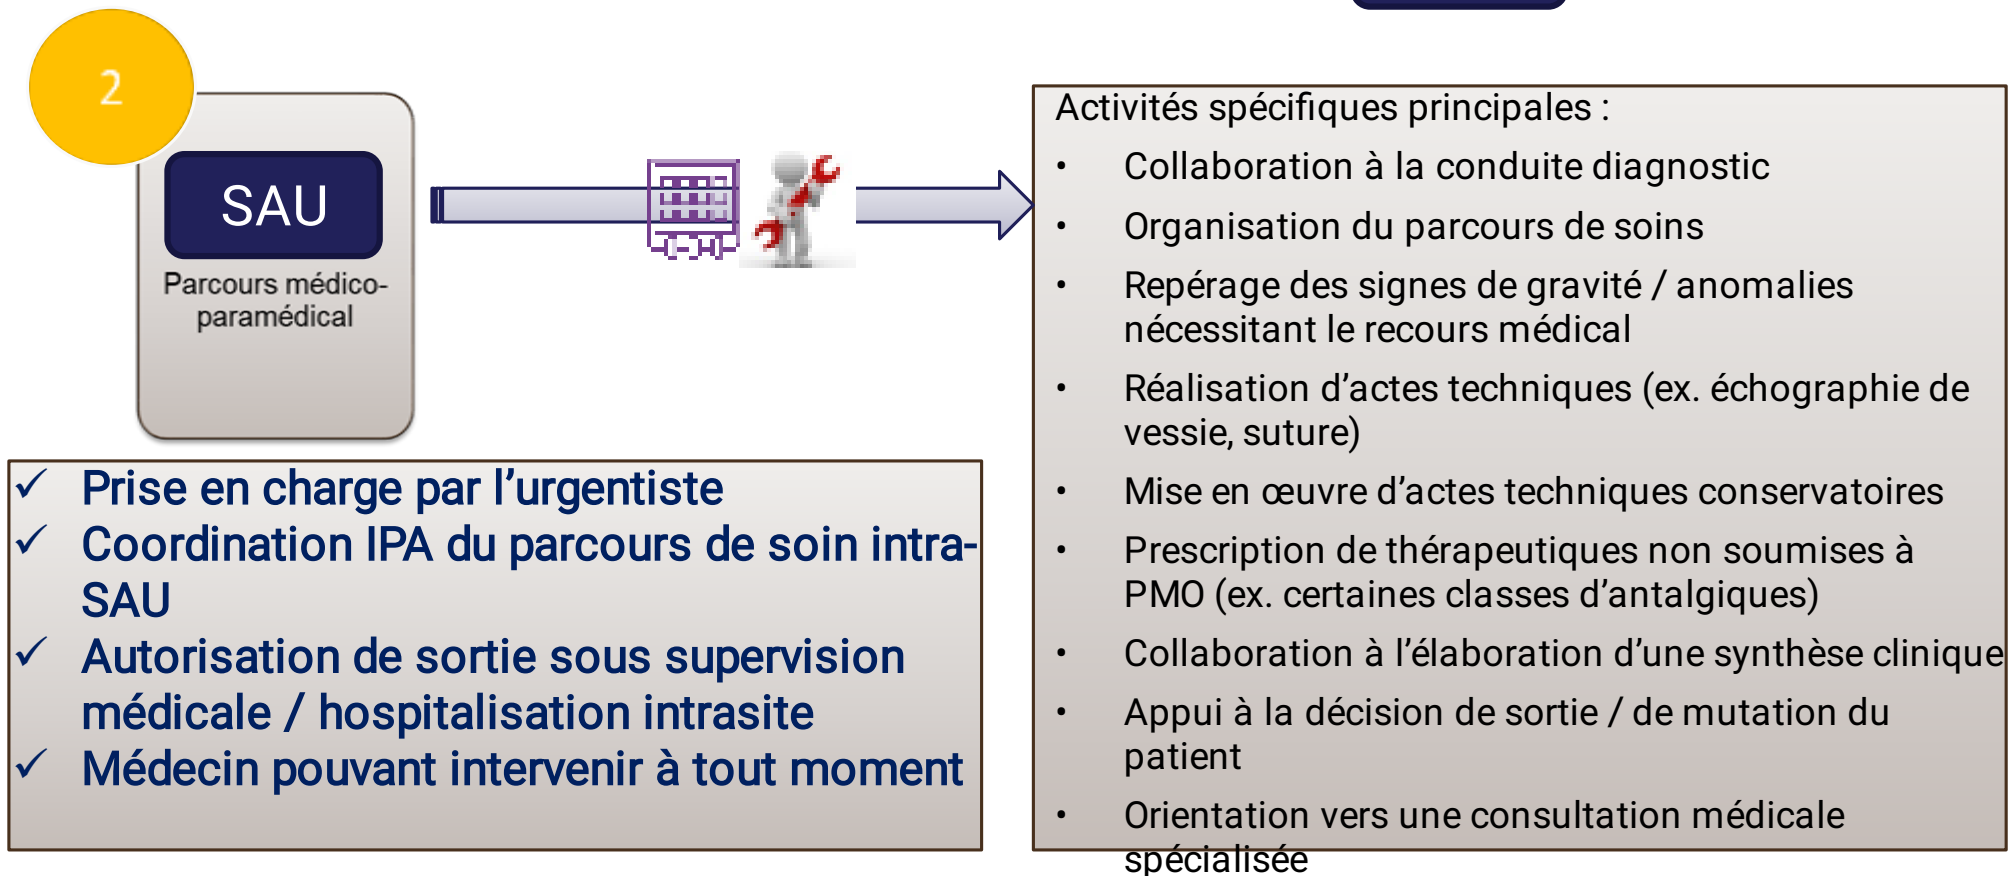 2
SAU
Parcours médico-
paramédical
Prise en charge par l’urgentiste
Coordination IPA du parcours de soin intra-
SAU
Autorisation de sortie sous supervision
médicale / hospitalisation intrasite
Médecin pouvant intervenir à tout moment
Activités spécifiques principales :
• Collaboration à la conduite diagnostic
• Organisation du parcours de soins
• Repérage des signes de gravité / anomalies
nécessitant le recours médical
• Réalisation d’actes techniques (ex. échographie de
vessie, suture)
• Mise en œuvre d’actes techniques conservatoires
• Prescription de thérapeutiques non soumises à
PMO (ex. certaines classes d’antalgiques)
• Collaboration à l’élaboration d’une synthèse clinique
• Appui à la décision de sortie / de mutation du
patient
• Orientation vers une consultation médicale
spécialisée